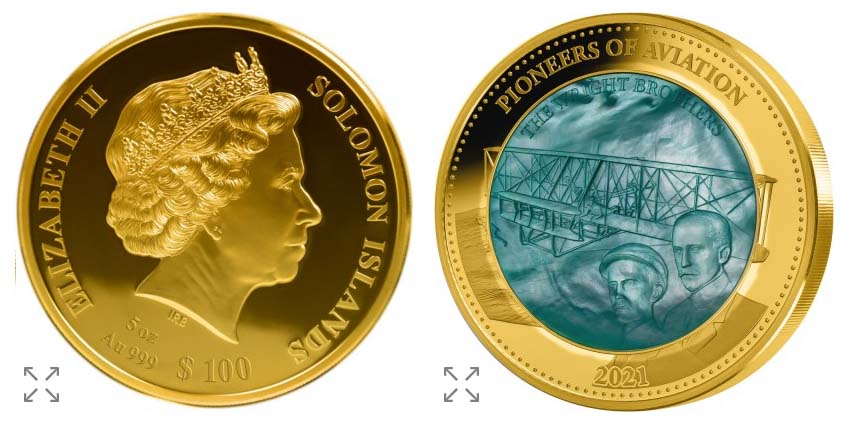 ELIZABETH II
SOLOMON ISLANDS
IRB
5 oz
Au 999
$ 100
PIONEERS OF AVIATION
THE WRIGHT BROTHERS
2021